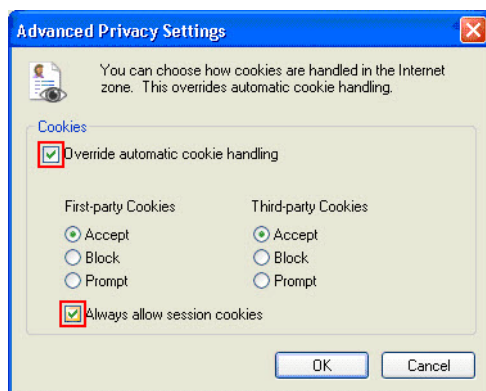 Advanced Privacy Settings
You can choose how cookies are handled in the Internet
zone. This overrides automatic cookie handling.
Cookies
Override automatic cookie handling
First-party Cookies Third-party Cookies
Accept Accept
Block Block
Prompt Prompt
Always allow session cookies
OK Cancel